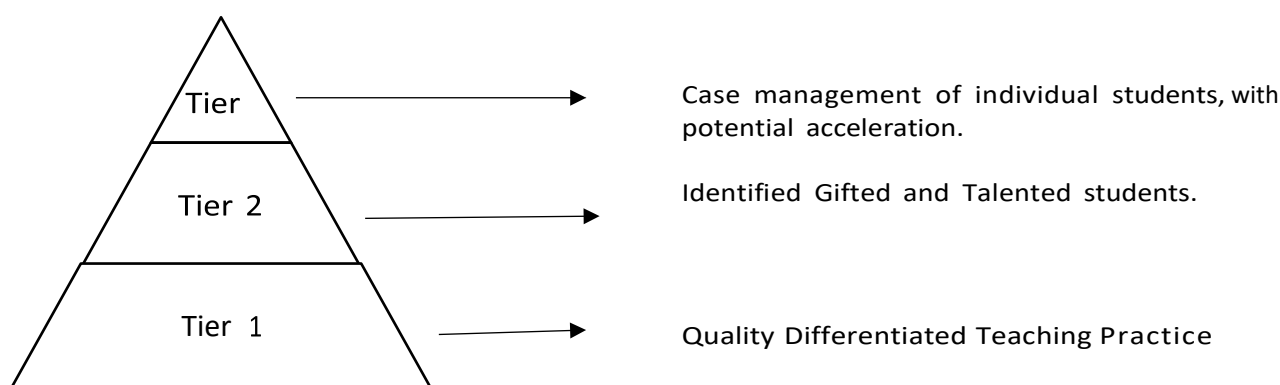 Tier
Case management of individual students, with
potential acceleration.
Tier 2
Identified Gifted and Talented students.
Tier 1
Quality Differentiated Teaching Practice